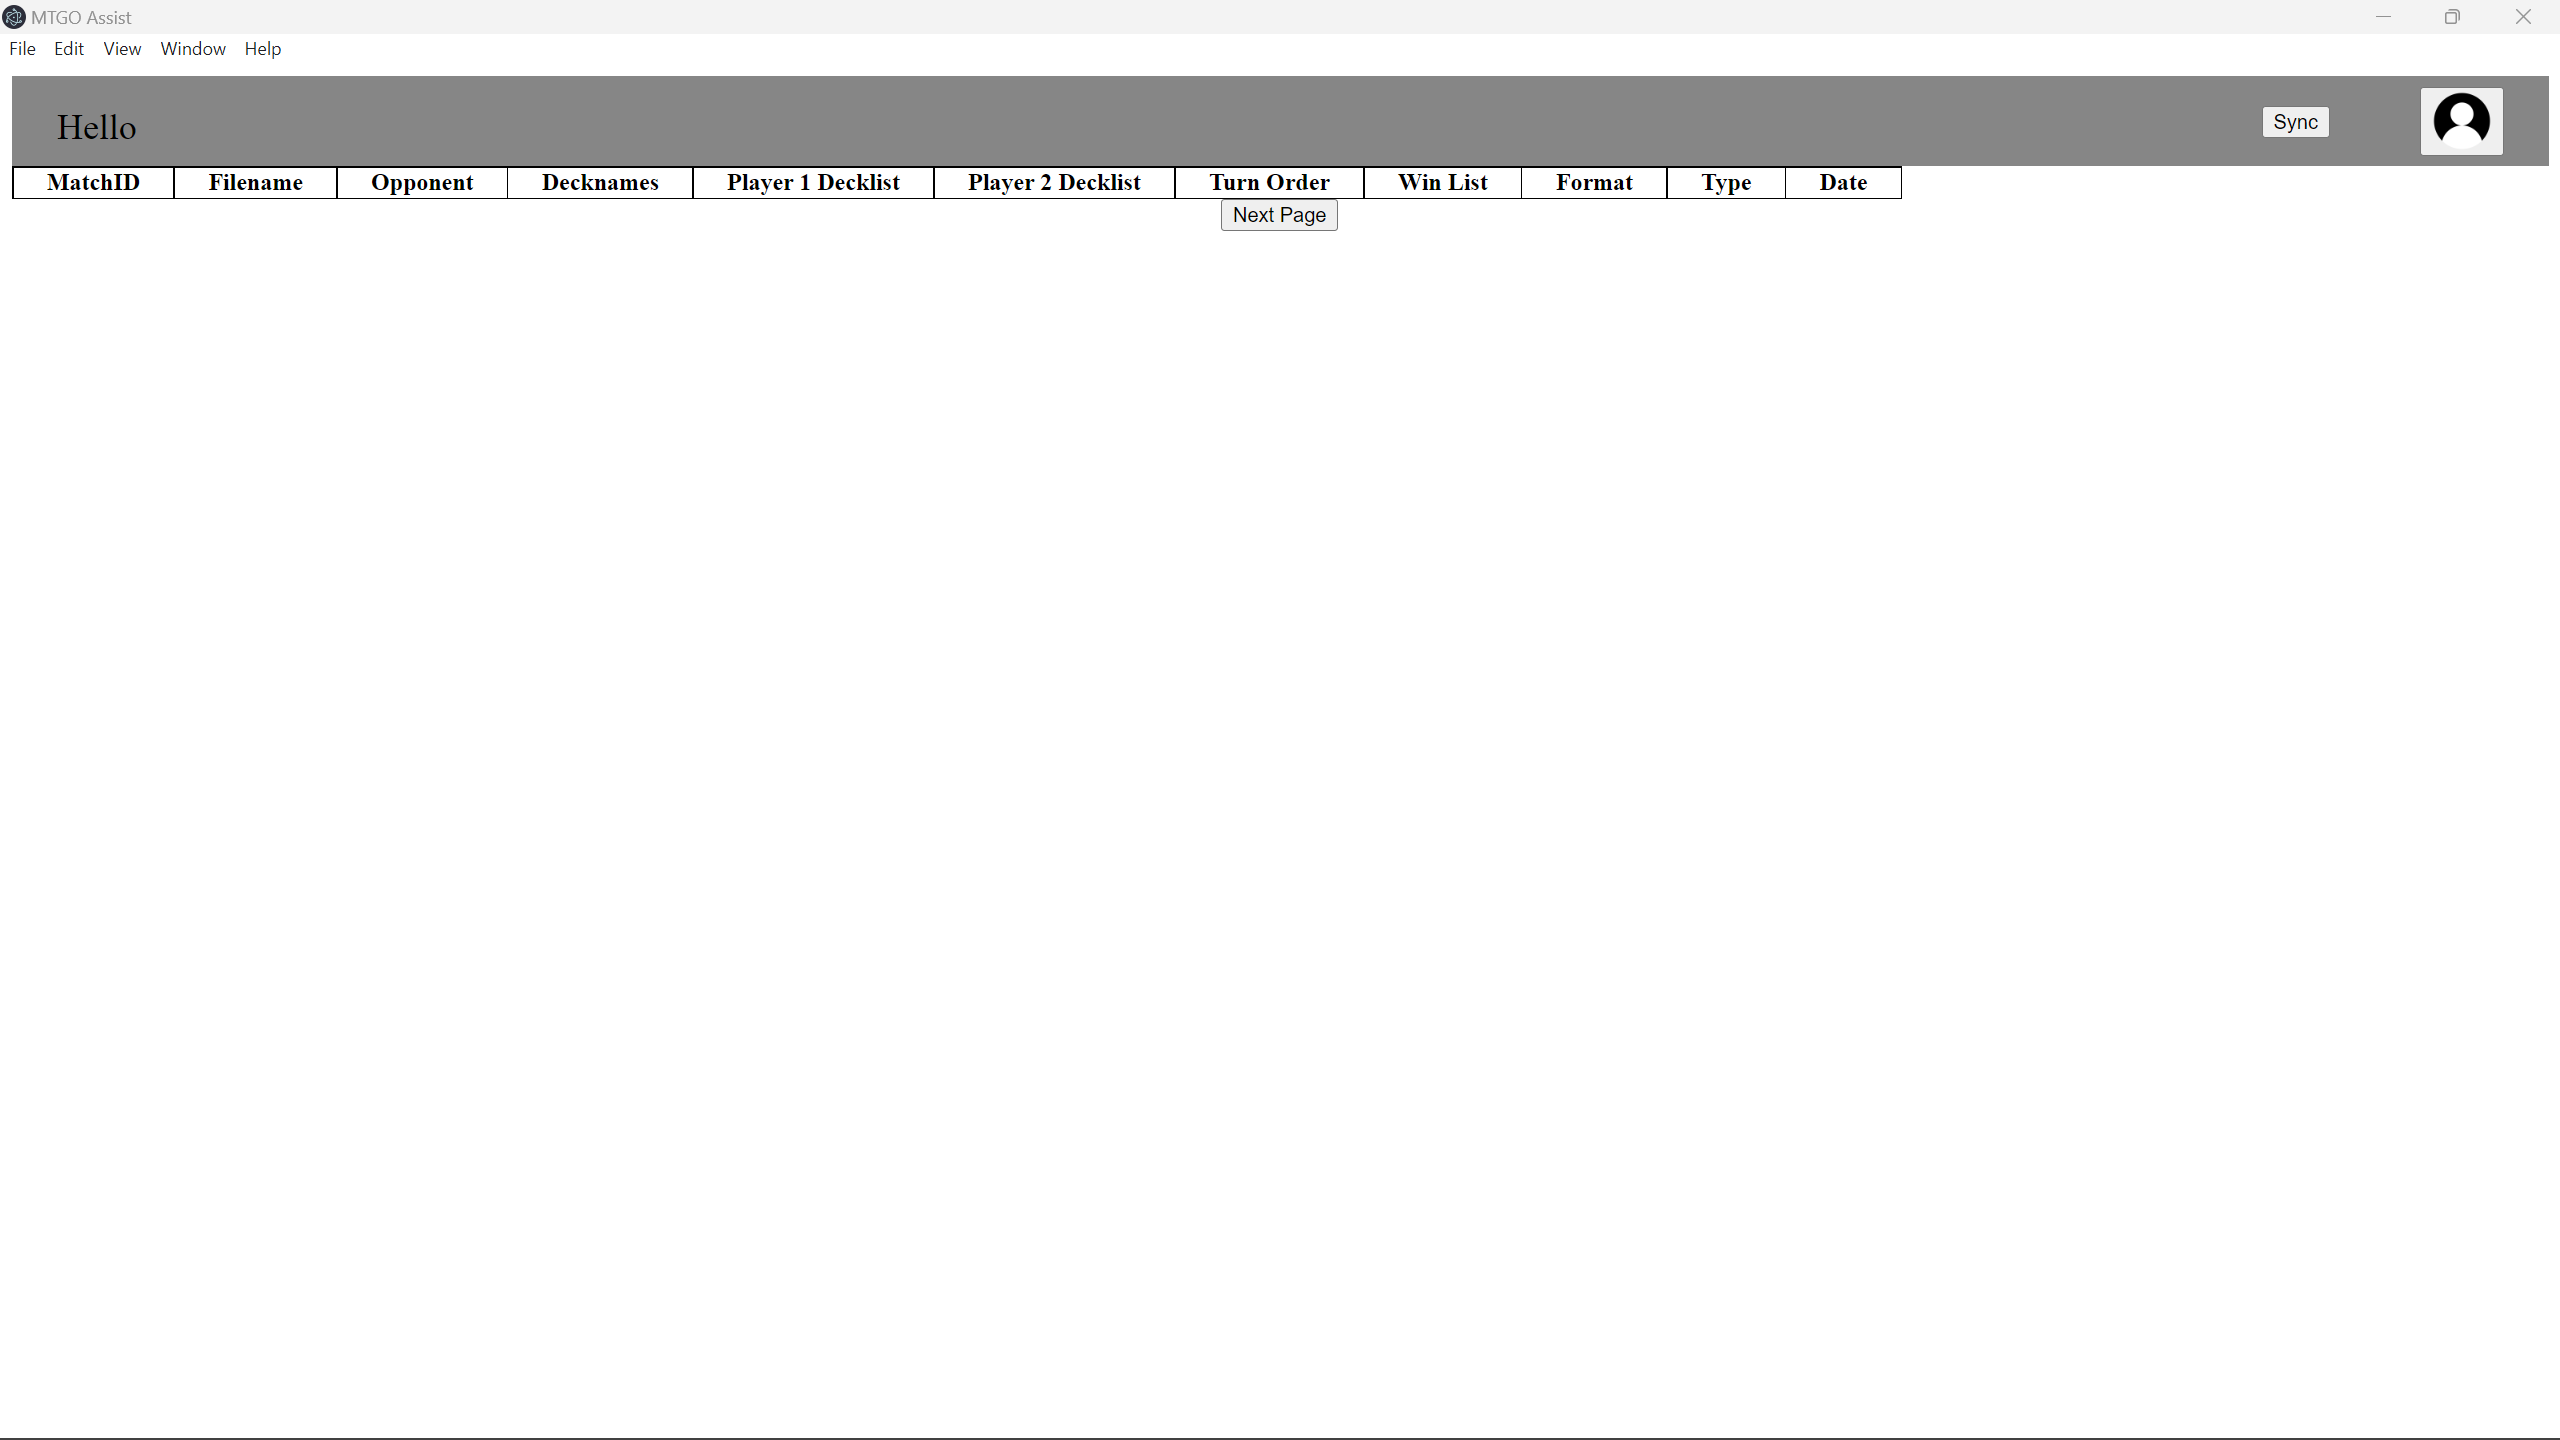 MTGO Assist
File Edit View Window Help
Hello Sync
MatchID Filename Opponent Decknames Player 1 Decklist Player 2 Decklist Turn Order Win List Format Type Date
Next Page